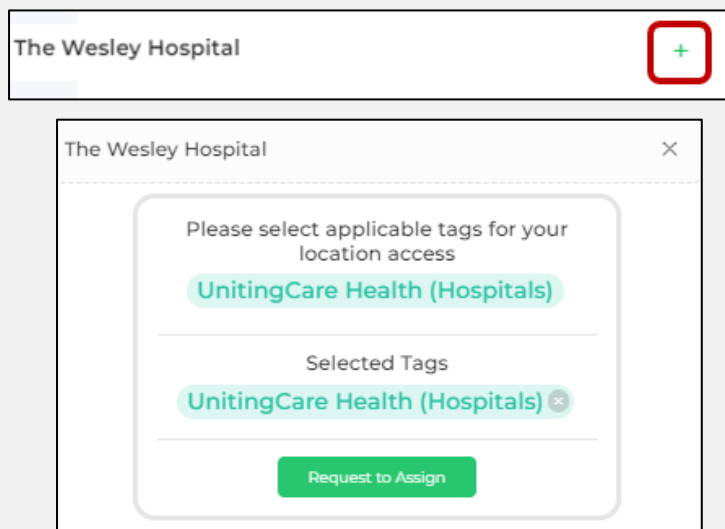 The Wesley Hospital
+
The Wesley Hospital
Please select applicable tags for your
location access
UnitingCare Health (Hospitals)
Selected Tags
UnitingCare Health (Hospitals)
Request to Assign